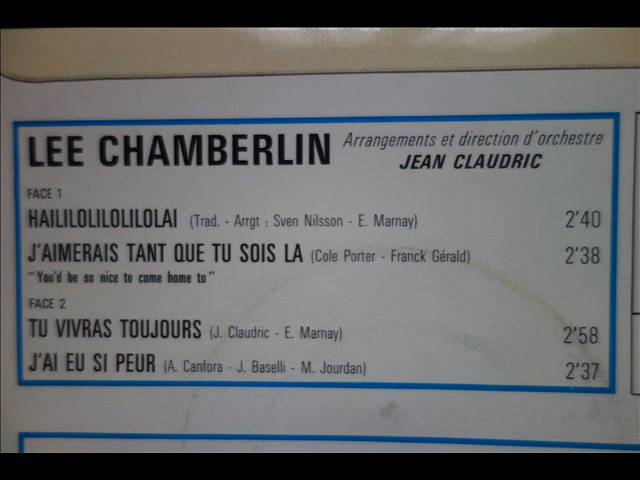 LEE CHAMBERLIN
Arrangements et direction d'orchestre
JEAN CLAUDRIC
FACE 1
HAILILOLILOLILOLAI (Trad. - Arrgt : Sven Nilsson - E. Marnay) 2'40
J'AIMERAIS TANT QUE TU SOIS LA (Cole Porter - Franck Gérald) 2'38
"You'd be so nice to come home to"
FACE 2
TU VIVRAS TOUJOURS (J. Claudric - E. Marnay) 2'58
J'AI EU SI PEUR (A. Canfora - J. Baselli - M. Jourdan) 2'37